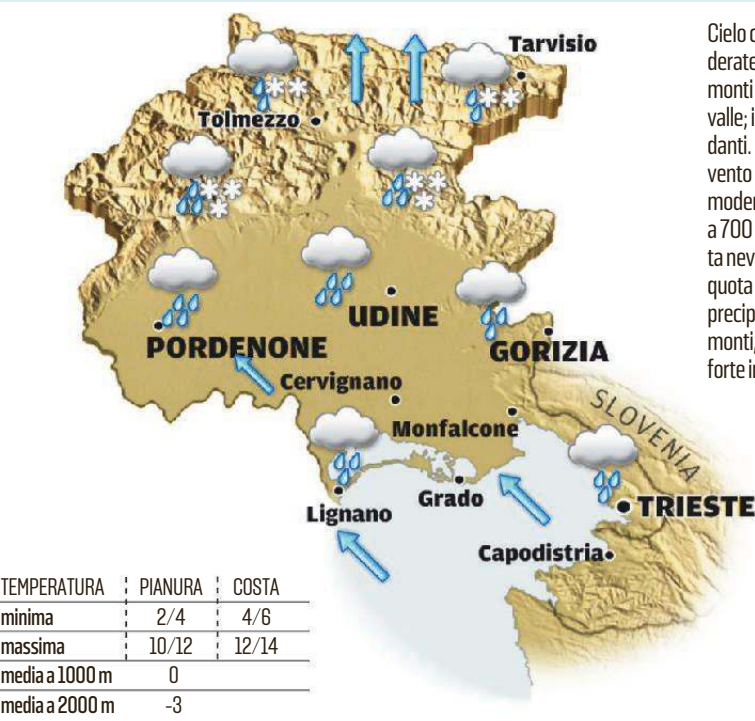 Tarvisio
Tolmezzo
UDINE
PORDENONE
GORIZIA
Cervignano
Monfalcone
SLOVENIA
Grado
Lignano
TRIESTE
Capodistria
TEMPERATURA PIANURA COSTA
minima 2/4 4/6
massima 10/12 12/14
media a 1000 m 0
media a 2000 m -3
Cielo
derate
monti
valle; i
danti.
vento
moder
a 700
ta nev
quota
precip
monti,
forte i